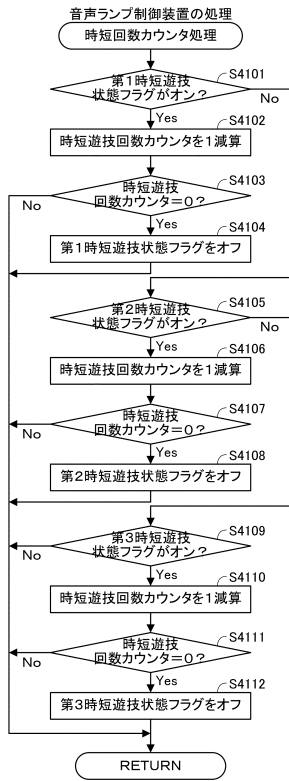 音声ランプ制御装置の処理
時短回数カウンタ処理
S4101
第1時短遊技
状態フラグがオン？
No
Yes
S4102
時短遊技回数カウンタを1減算
S4103
時短遊技
回数カウンタ＝0？
No
Yes
S4104
第1時短遊技状態フラグをオフ
S4105
第2時短遊技
状態フラグがオン？
No
Yes
S4106
時短遊技回数カウンタを1減算
S4107
時短遊技
回数カウンタ＝0？
No
Yes
S4108
第2時短遊技状態フラグをオフ
S4109
第3時短遊技
状態フラグがオン？
No
Yes
S4110
時短遊技回数カウンタを1減算
S4111
時短遊技
回数カウンタ＝0？
No
Yes
S4112
第3時短遊技状態フラグをオフ
RETURN